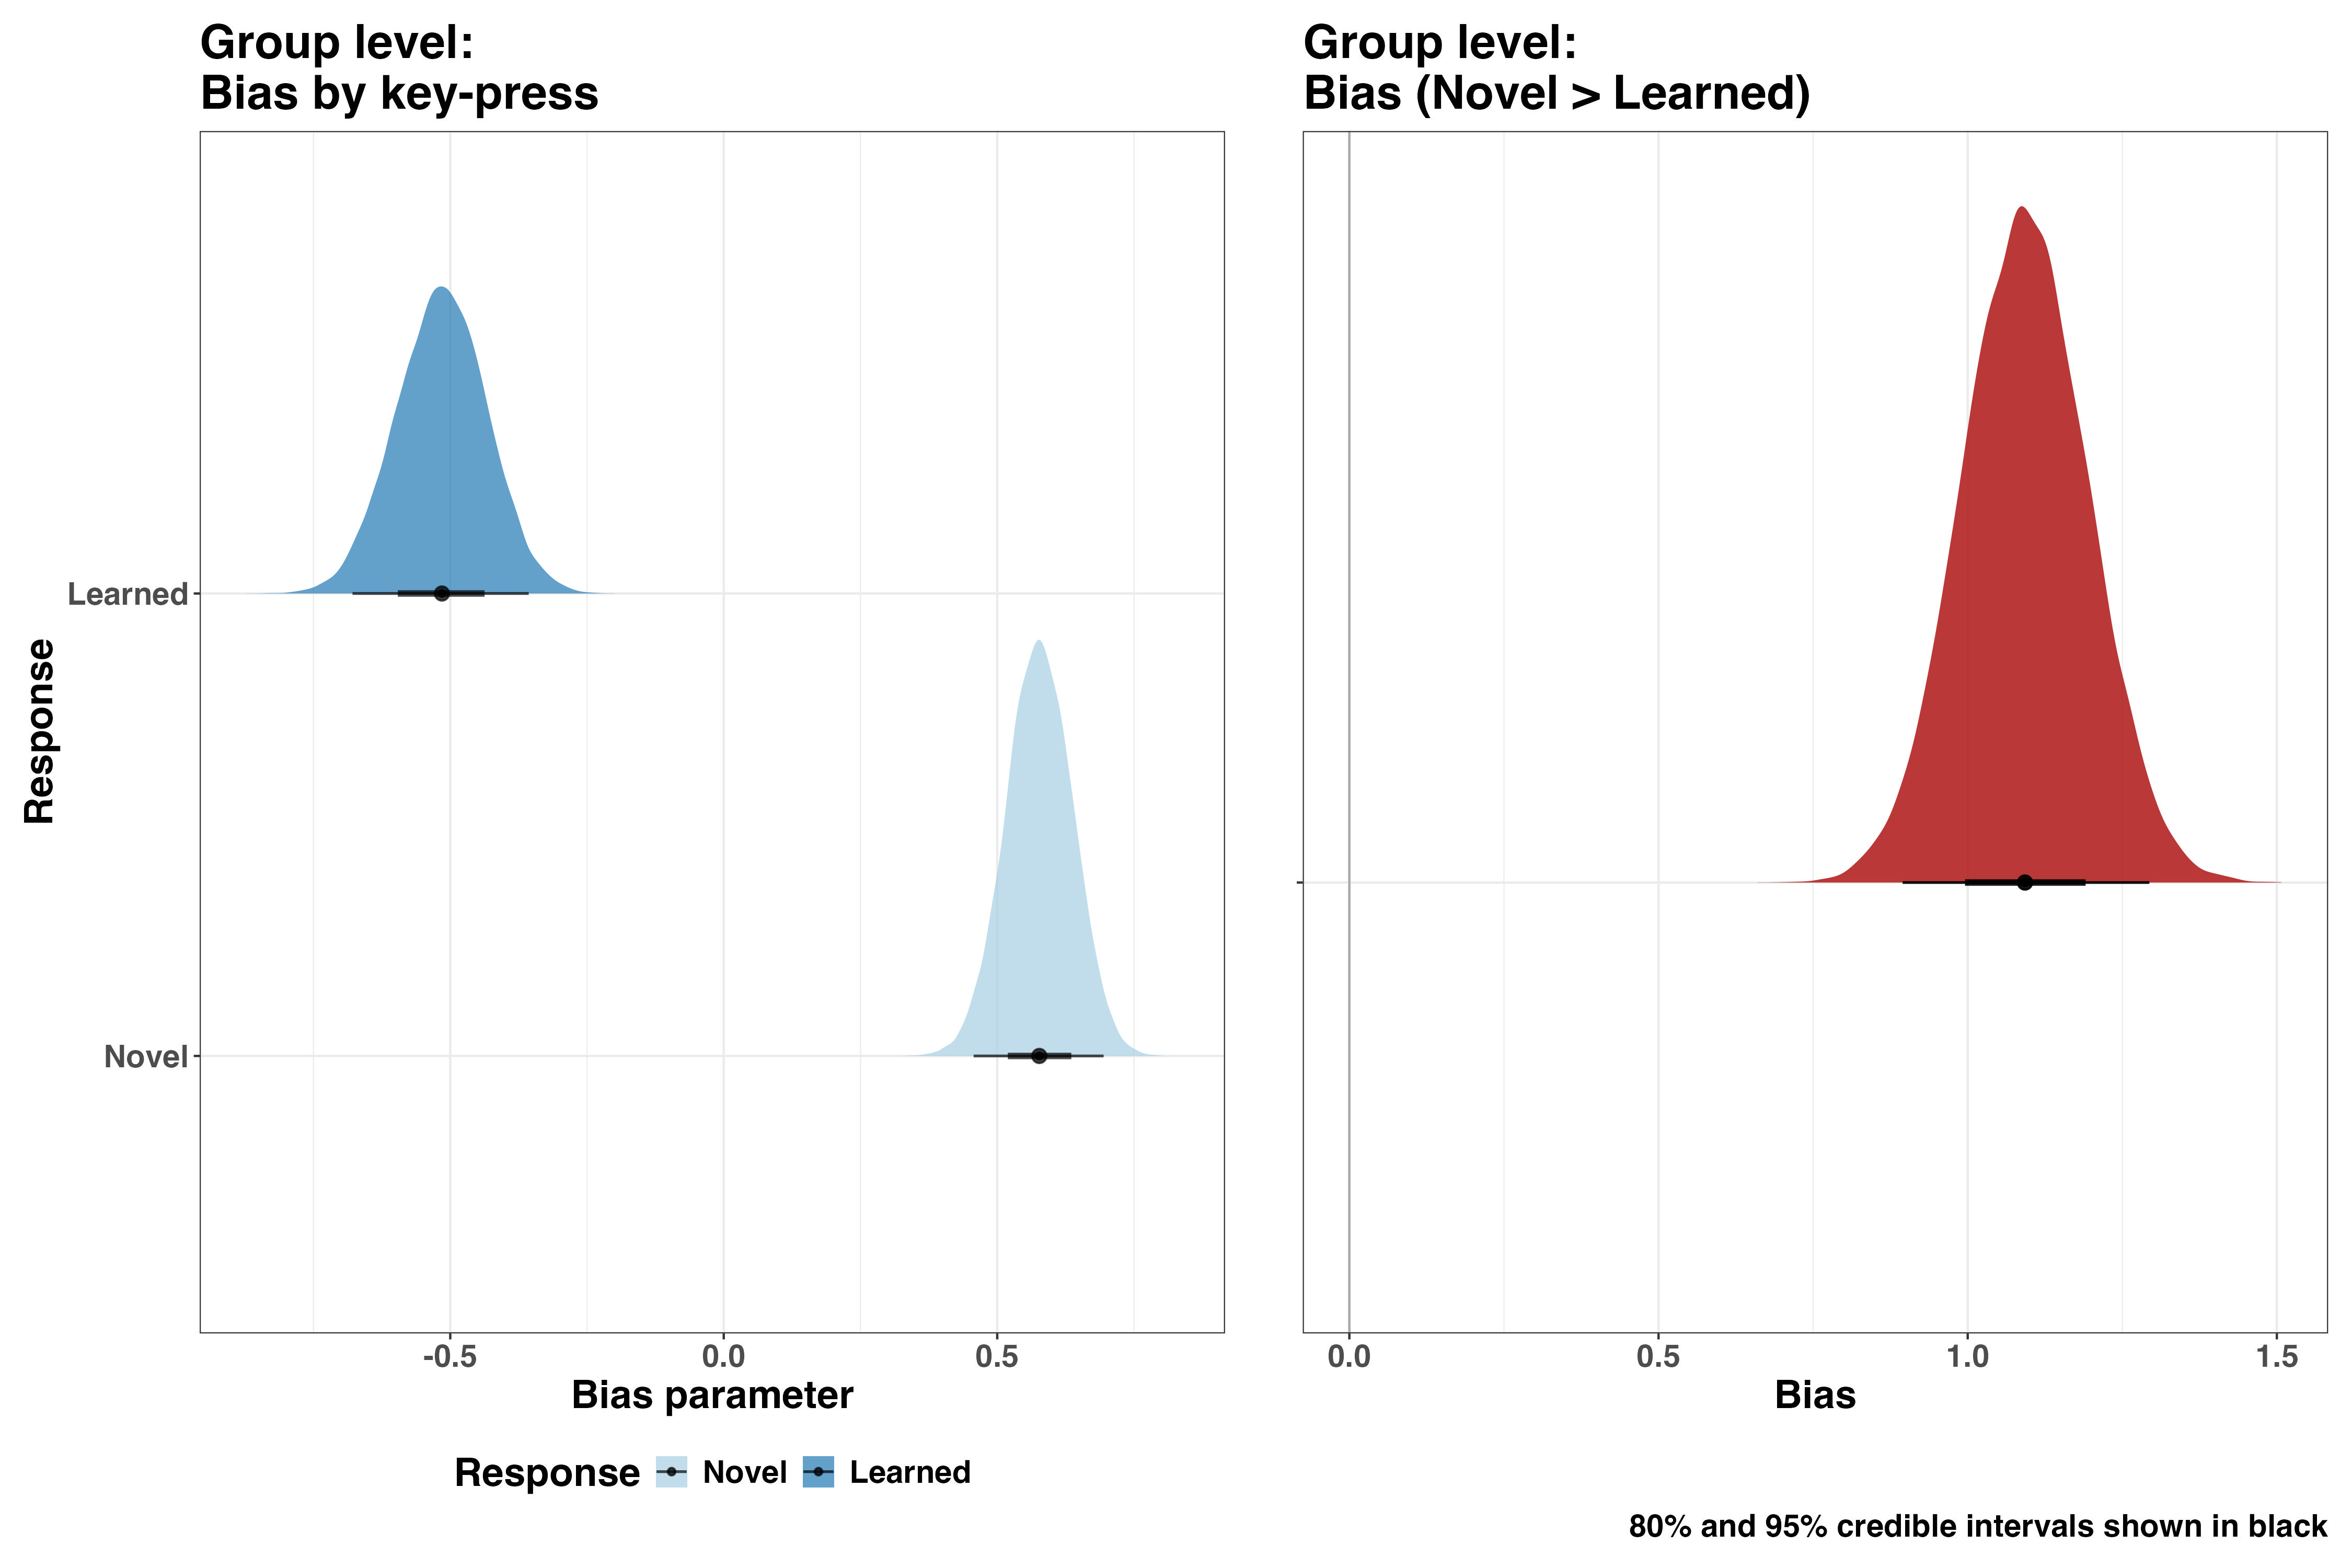 Group level:
Bias by key-press
Response
Learned
Novel
-0.5 0.0 0.5
Bias parameter
Response Novel Learned
Group level:
Bias (Novel > Learned)
0.0 0.5 1.0 1.5
Bias
80% and 95% credible intervals shown in black